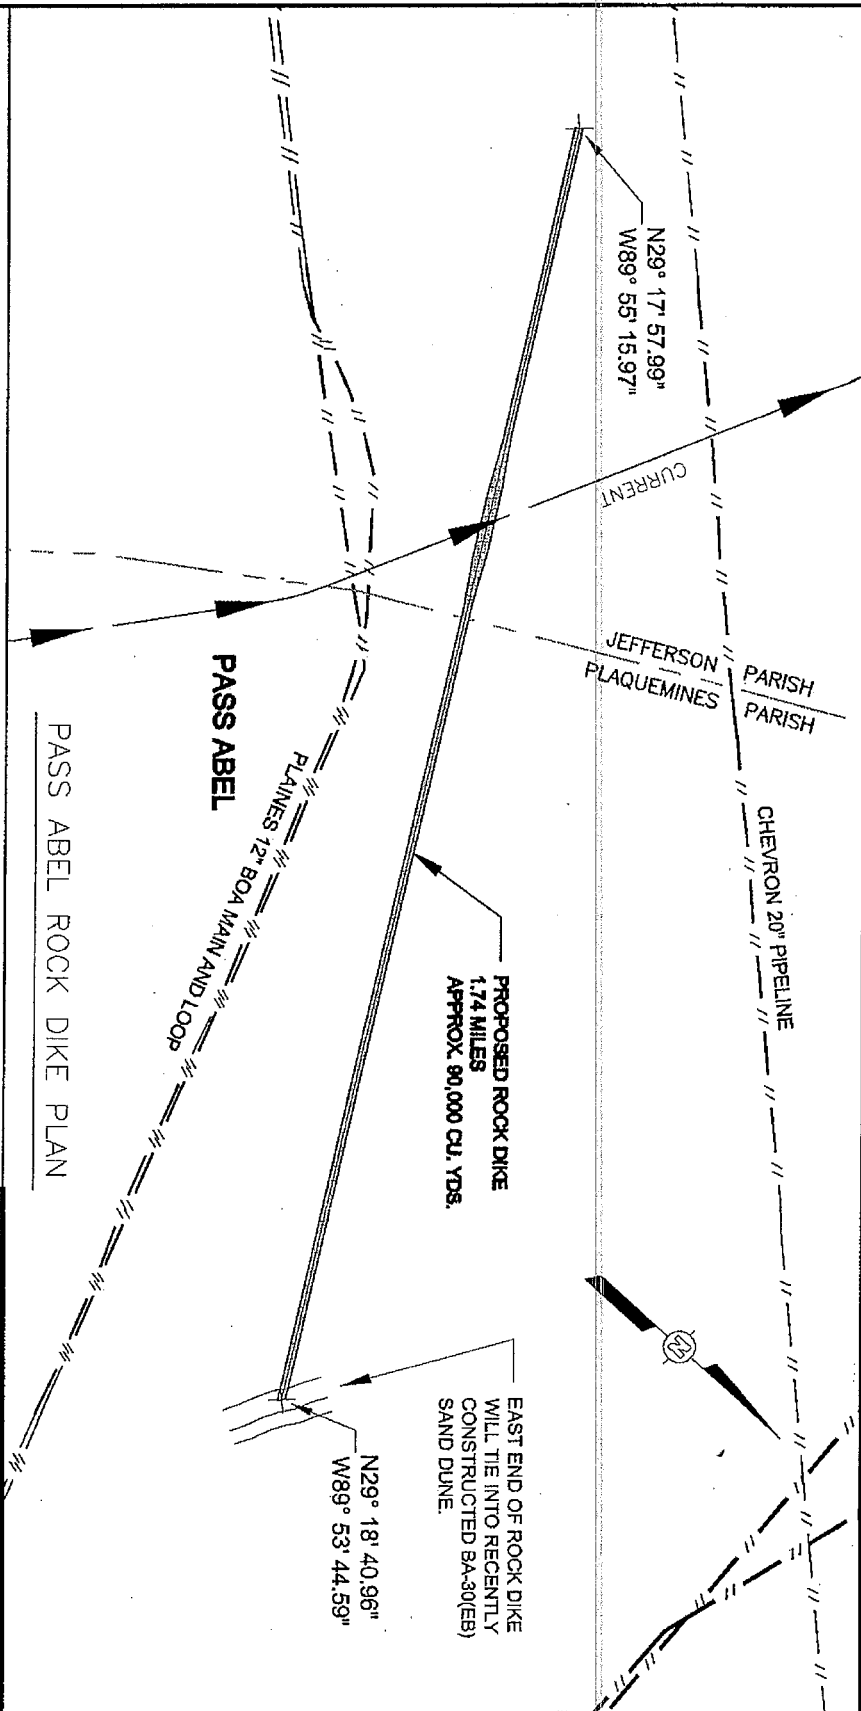 N29° 17' 57.99"
W89° 55' 15.97"
CURRENT
JEFFERSON PARISH
PLAQUEMINES PARISH
CHEVRON 20" PIPELINE
PASS ABEL
PLAINES 12" BOA MAIN AND LOOP
PROPOSED ROCK DIKE
1.74 MILES
APPROX. 90,000 CU. YDS.
N
EAST END OF ROCK DIKE
WILL TIE INTO RECENTLY
CONSTRUCTED BA-30(EB)
SAND DUNE.
N29° 18' 40.96"
W89° 53' 44.59"
PASS ABEL ROCK DIKE PLAN